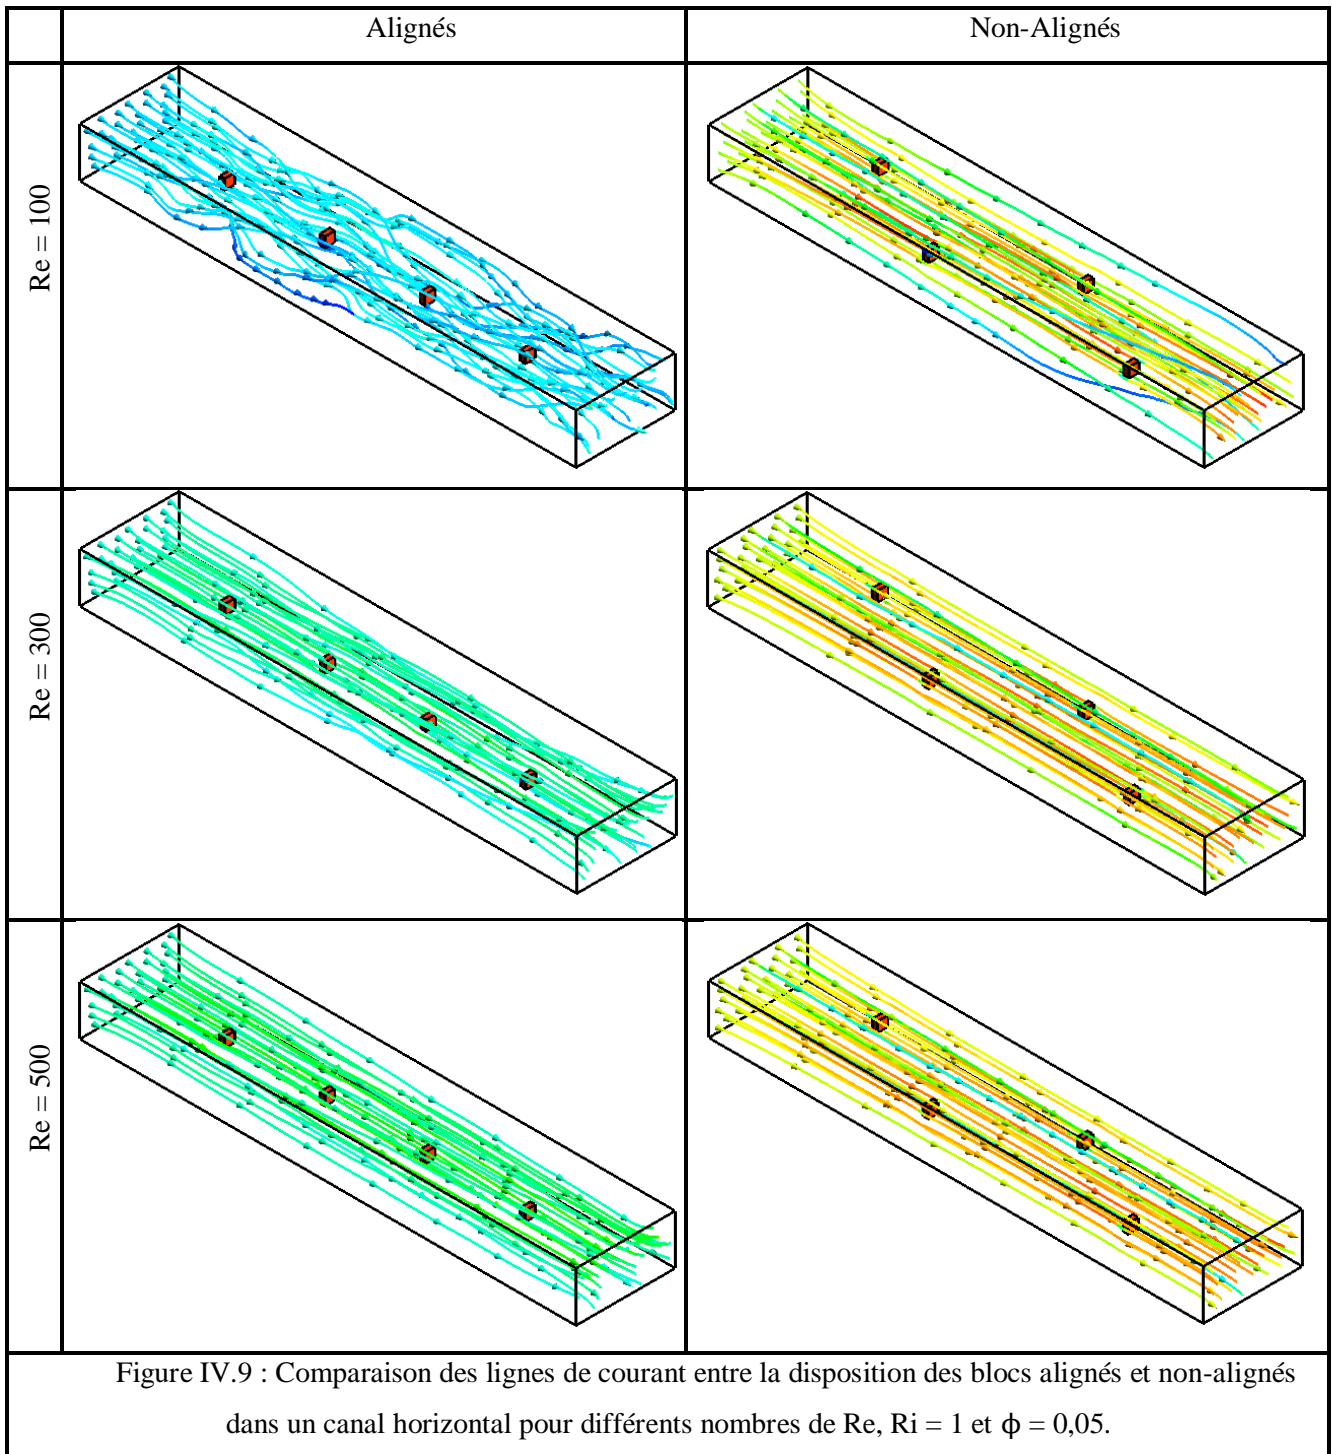 Alignés
Non-Alignés
Re = 100
Re = 300
Re = 500
Figure IV.9 : Comparaison des lignes de courant entre la disposition des blocs alignés et non-alignés
dans un canal horizontal pour différents nombres de Re, Ri = 1 et ϕ = 0,05.